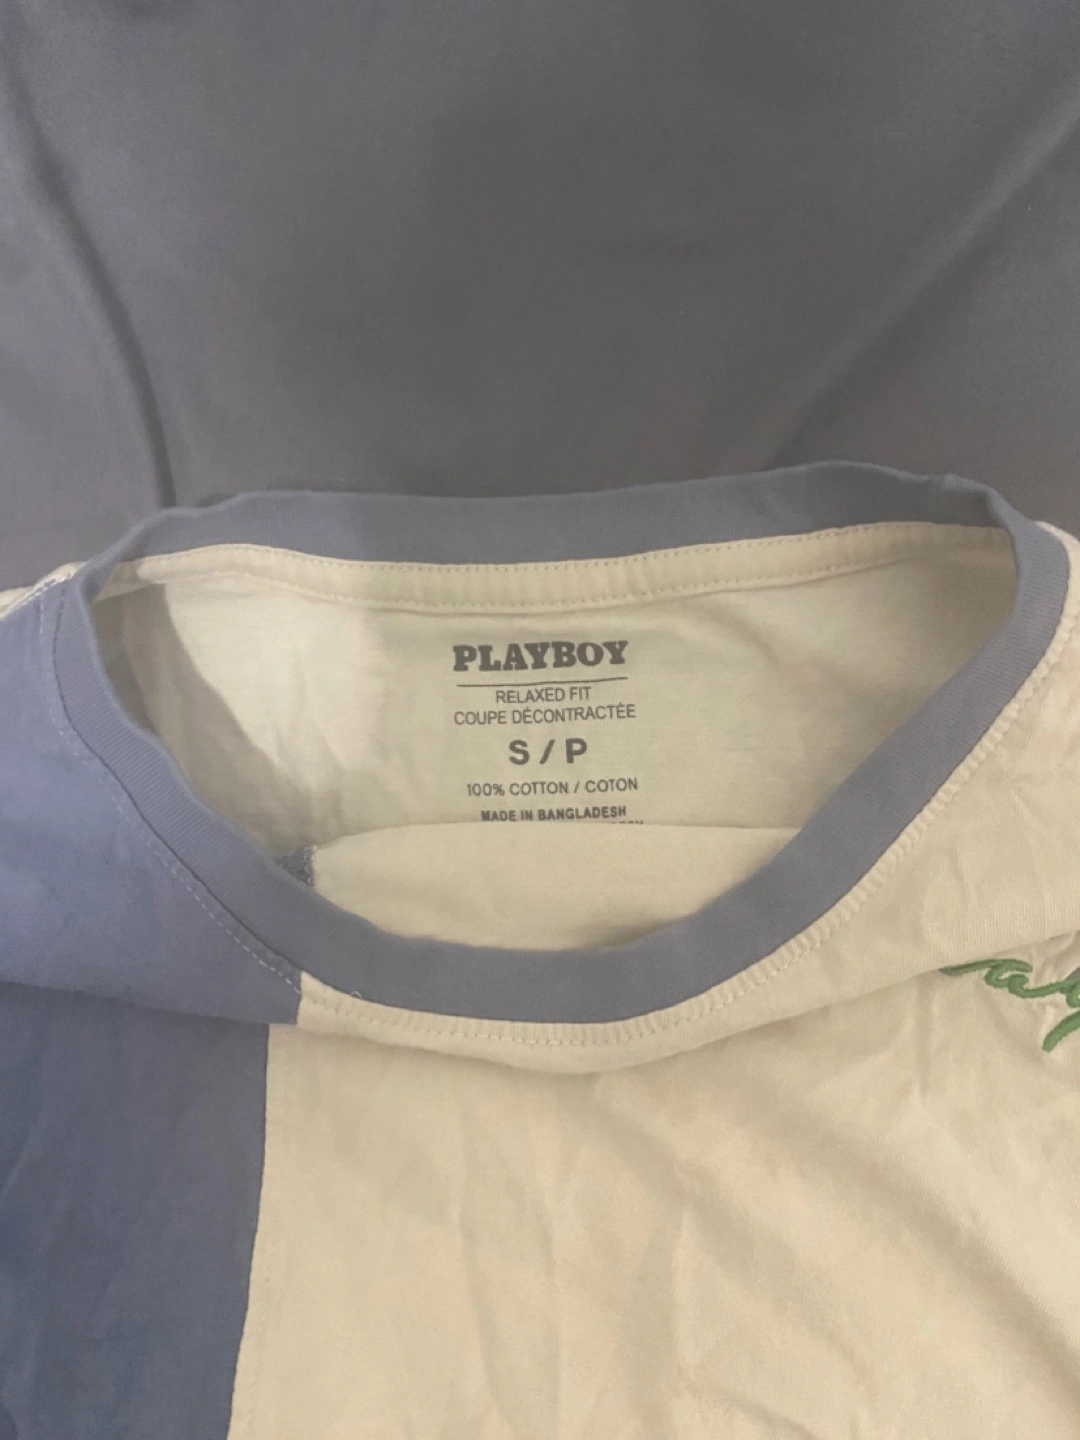 PLAYBOY
RELAXED FIT
COUPE DÉCONTRACTÉE
S / P
100% COTTON / COTON
MADE IN BANGLADESH